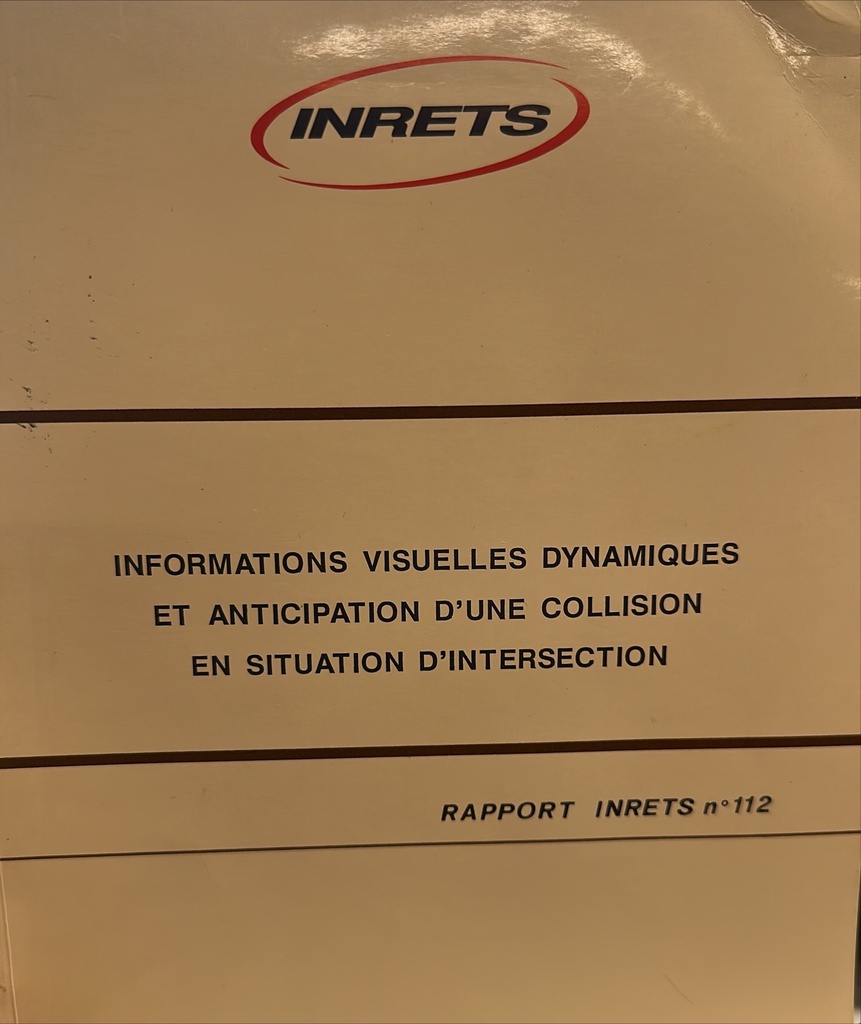 INRETS
INFORMATIONS VISUELLES DYNAMIQUES
ET ANTICIPATION D'UNE COLLISION
EN SITUATION D'INTERSECTION
RAPPORT INRETS n° 112